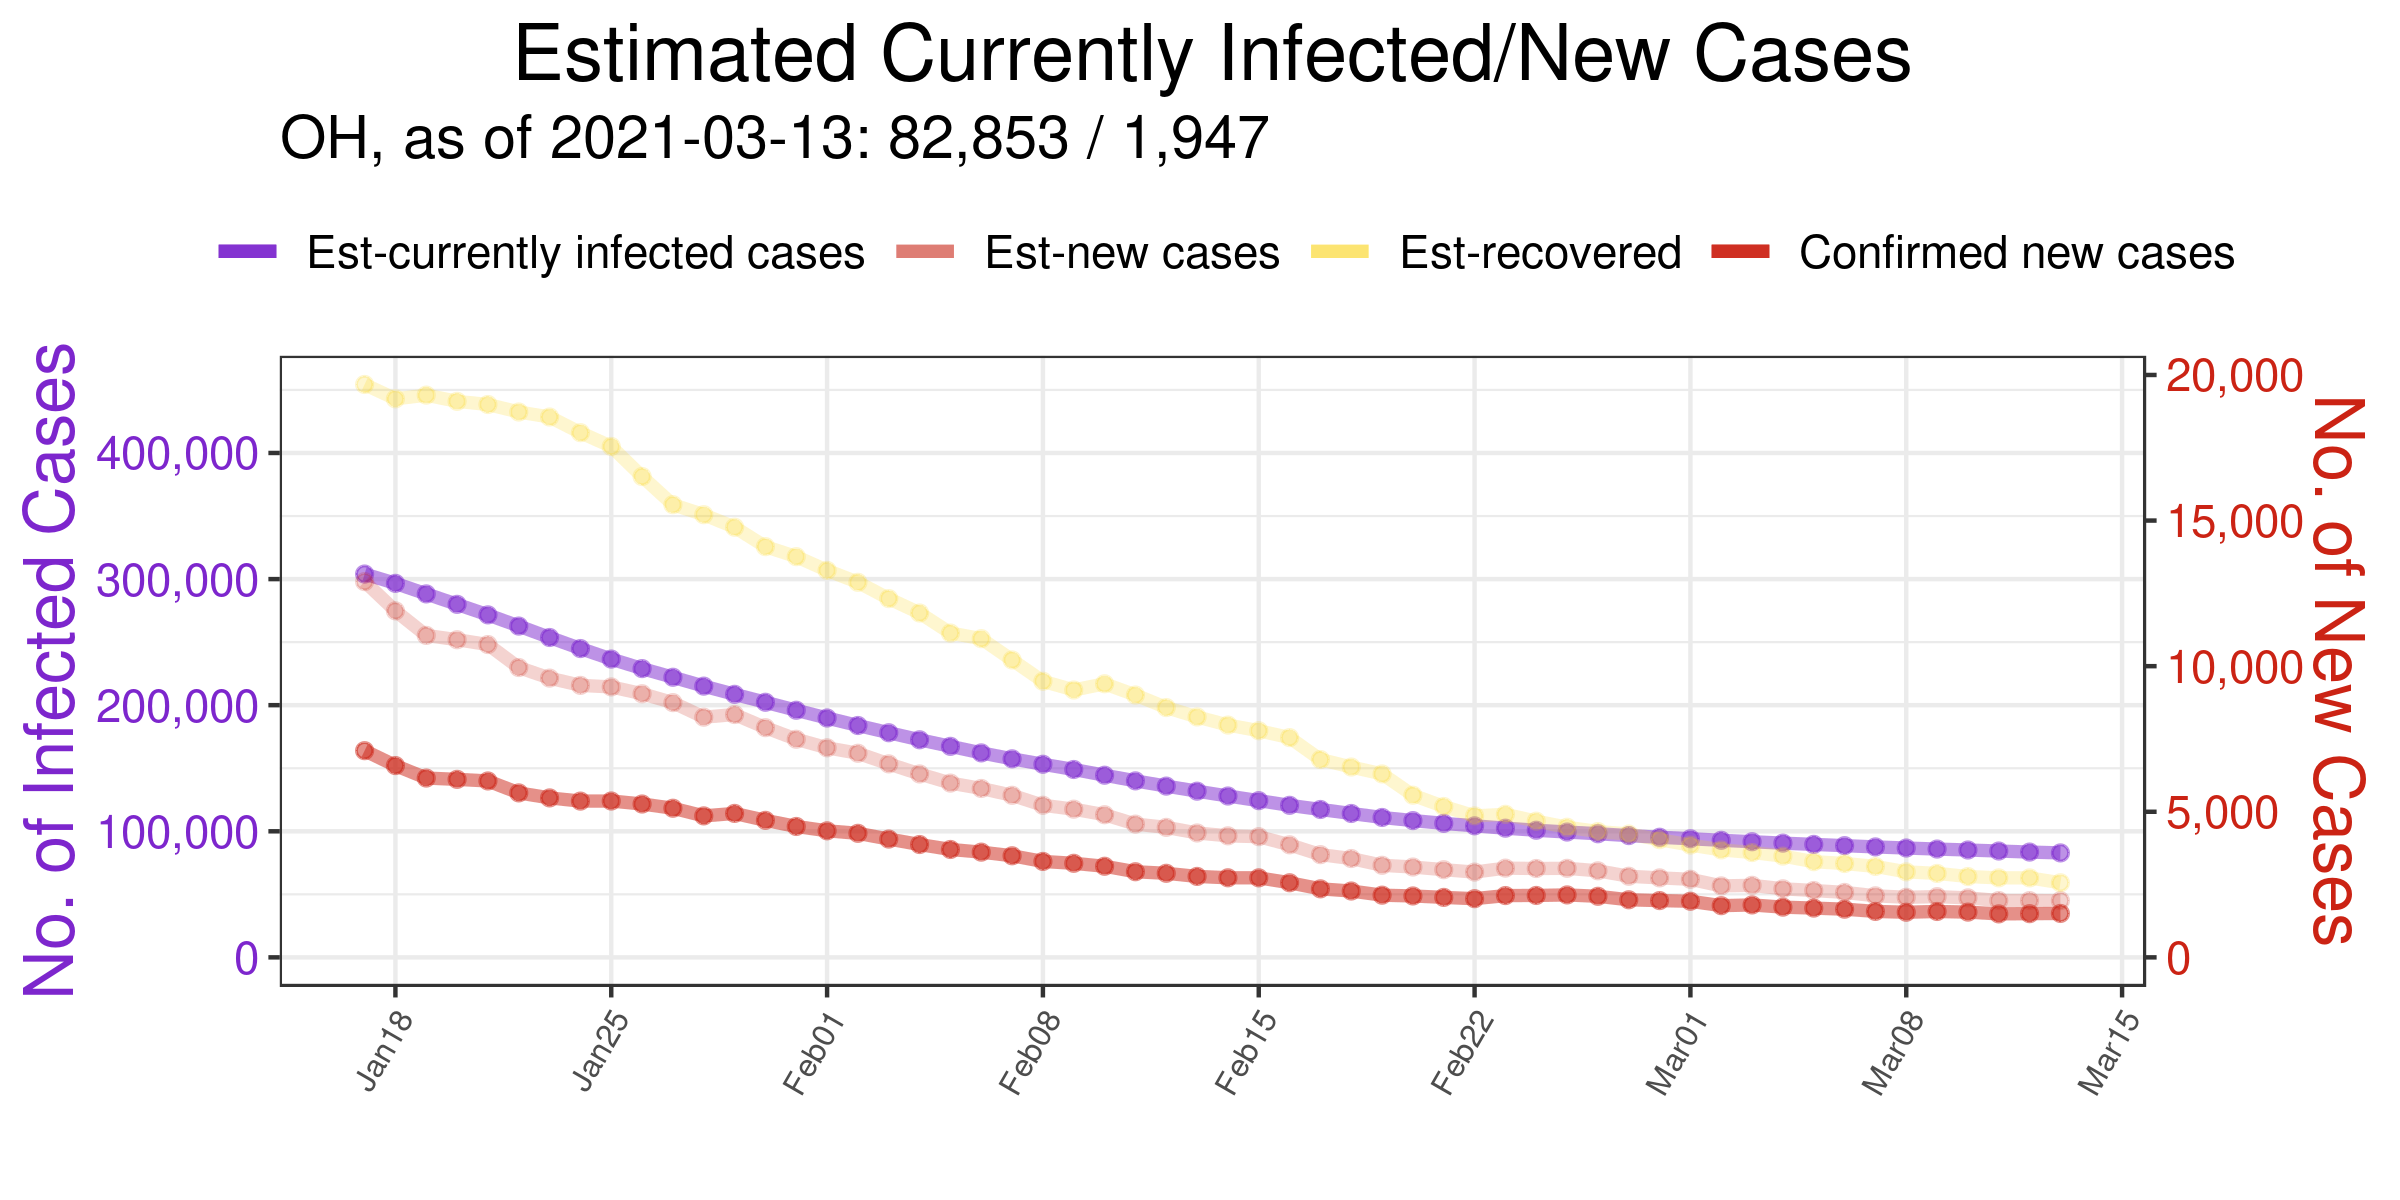 Estimated Currently Infected/New Cases
OH, as of 2021-03-13: 82,853 / 1,947
Est-currently infected cases Est-new cases Est-recovered Confirmed new cases
No. of Infected Cases
400,000
300,000
200,000
100,000
0
20,000
15,000
10,000
5,000
0
No. of New Cases
Jan18 Jan25 Feb01 Feb08 Feb15 Feb22 Mar01 Mar08 Mar15